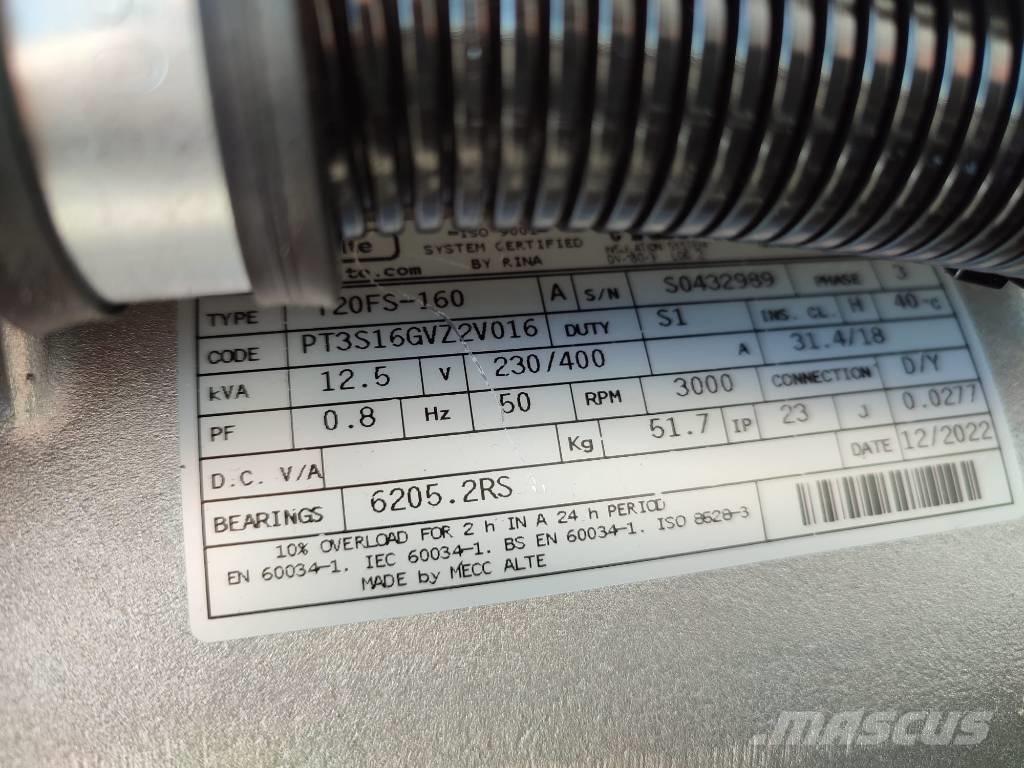 -ISO 9001-
SYSTEM CERTIFIED
BY RINA
.com
TYPE T20FS-160 A S/N S0432989 PHASE 3
CODE PT3S16GVZ2V016 DUTY S1 INS. CL. H 40°C
kVA 12.5 V 230/400 A 31.4/18
PF 0.8 Hz 50 RPM 3000 CONNECTION D/Y
D.C. V/A Kg 51.7 IP 23 J 0.0277
BEARINGS 6205.2RS DATE 12/2022
10% OVERLOAD FOR 2 h IN A 24 h PERIOD
EN 60034-1. IEC 60034-1. BS EN 60034-1. ISO 8528-3
MADE by MECC ALTE
MASCUS